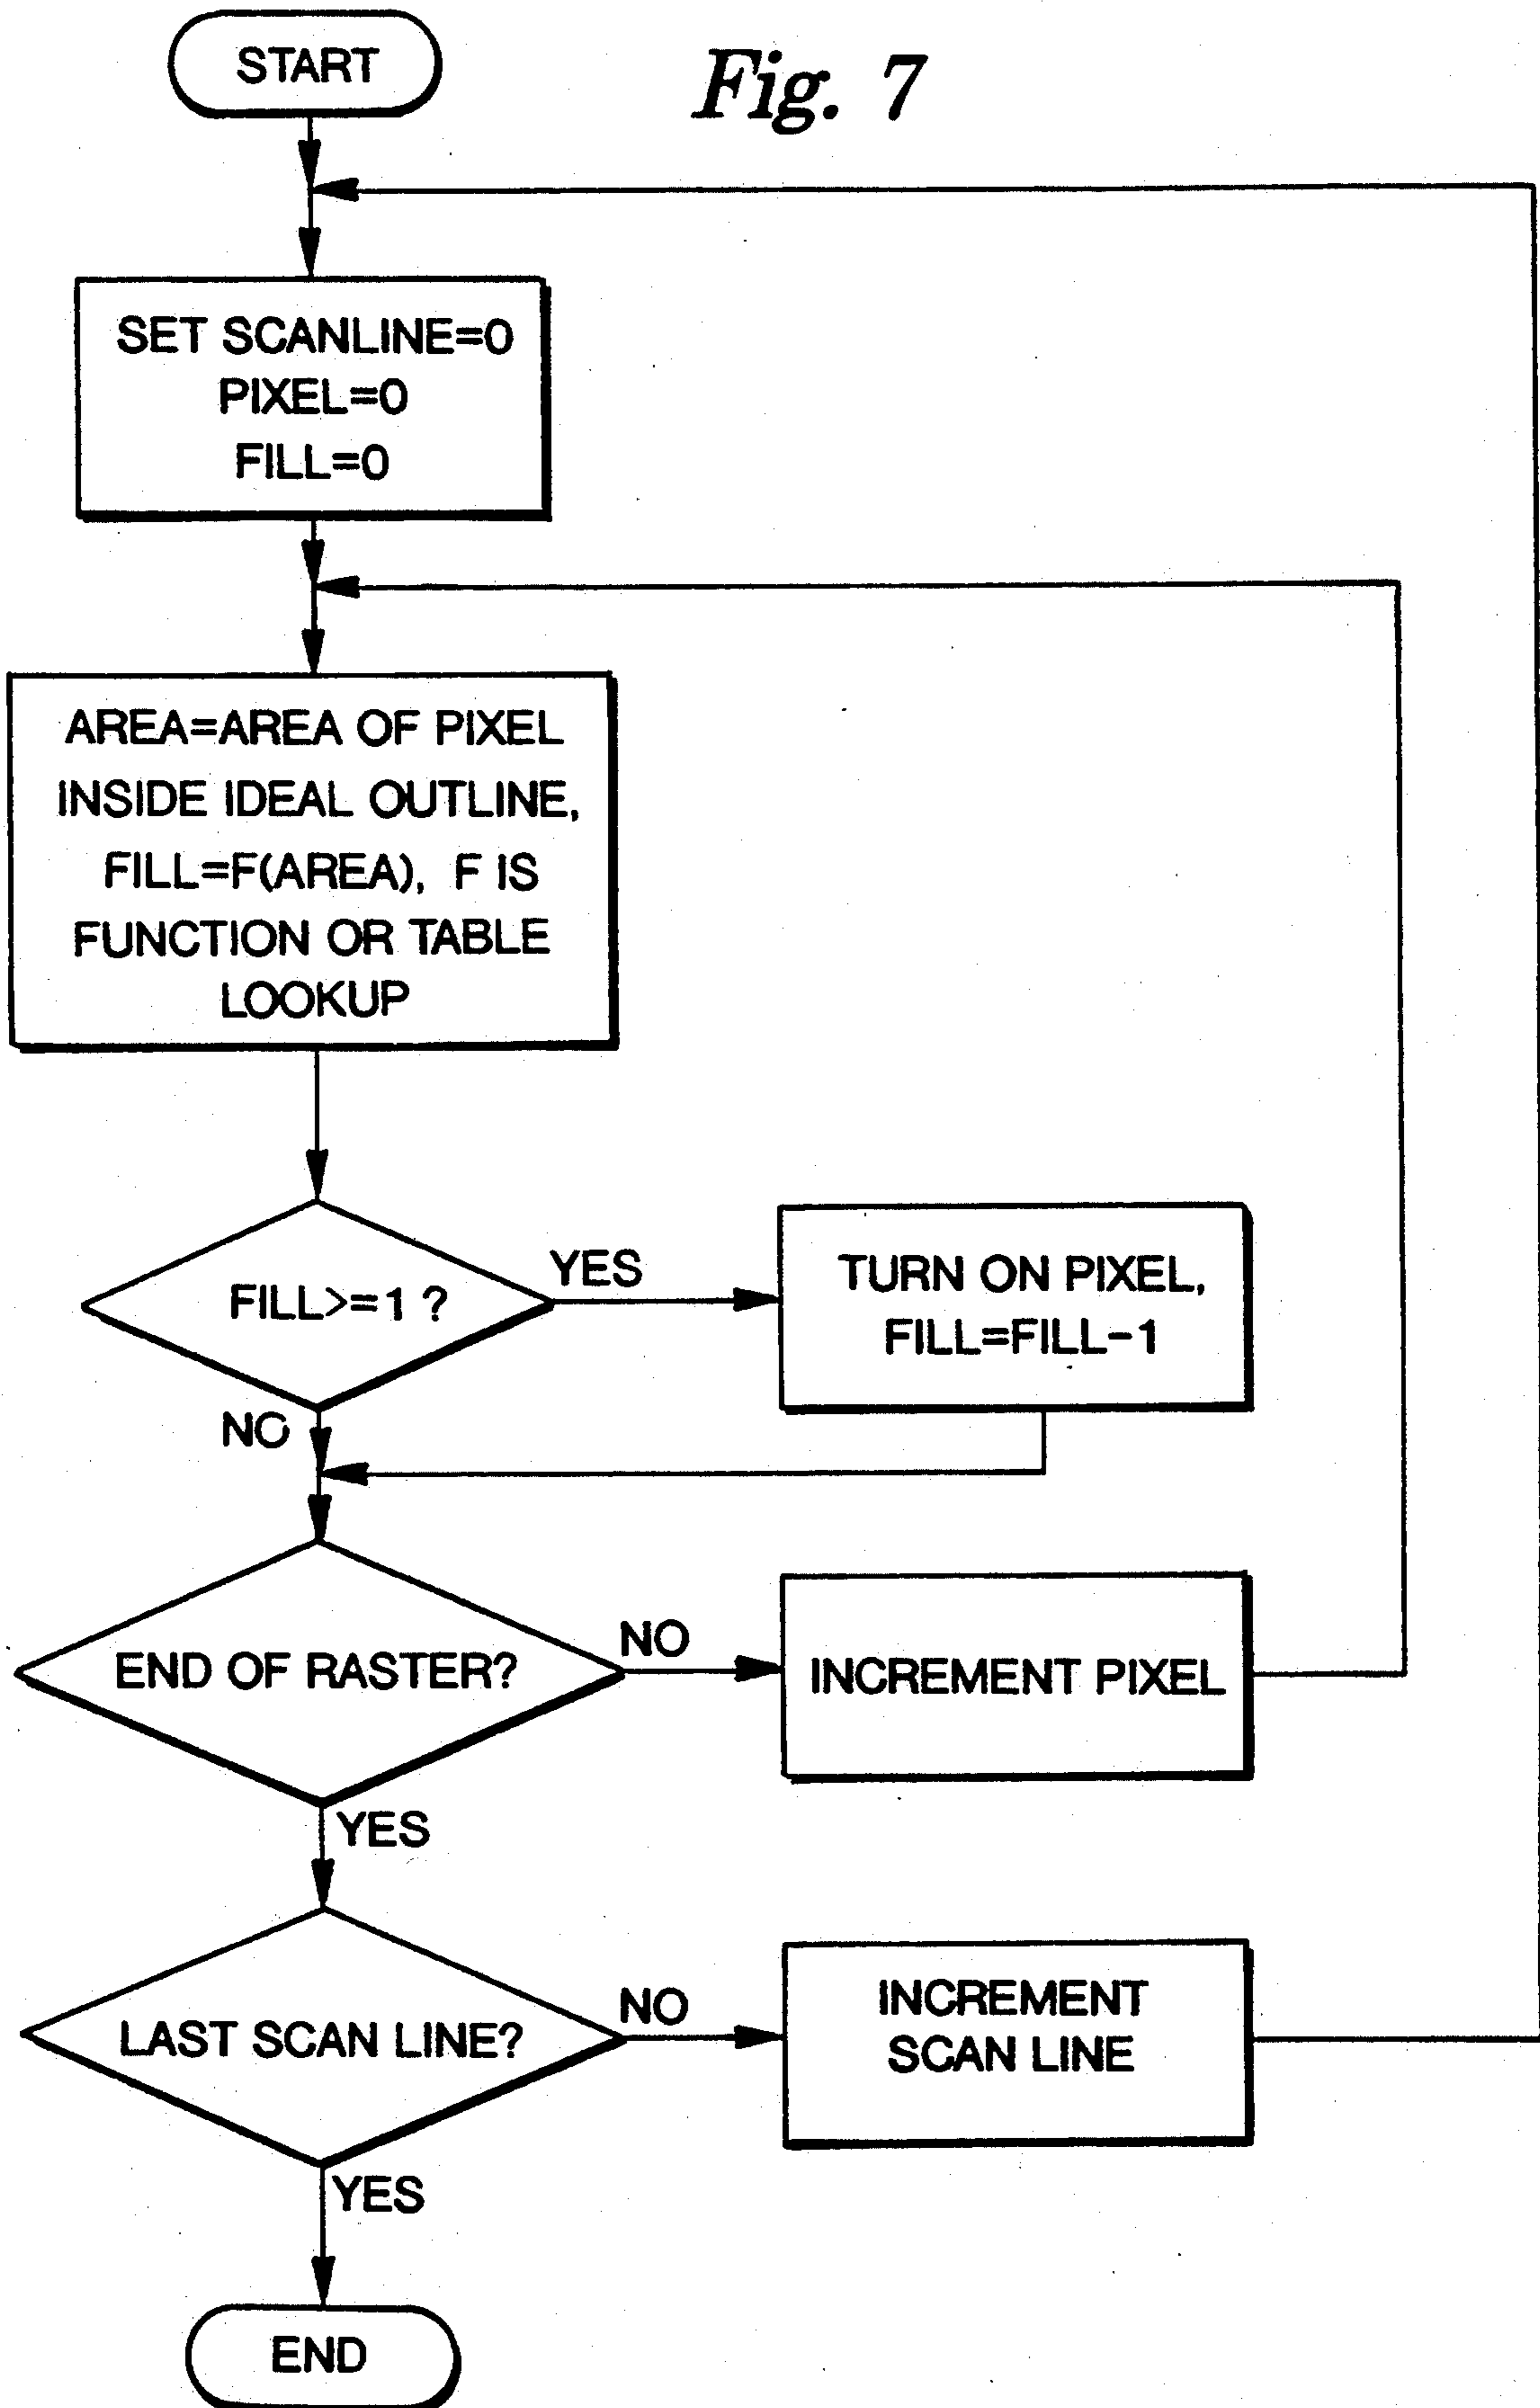 START
Fig. 7
SET SCANLINE=0
PIXEL=0
FILL=0
AREA=AREA OF PIXEL
INSIDE IDEAL OUTLINE,
FILL=F(AREA), F IS
FUNCTION OR TABLE
LOOKUP
FILL>=1 ?
YES
TURN ON PIXEL,
FILL=FILL-1
NO
END OF RASTER?
NO
INCREMENT PIXEL
YES
LAST SCAN LINE?
NO
INCREMENT
SCAN LINE
YES
END